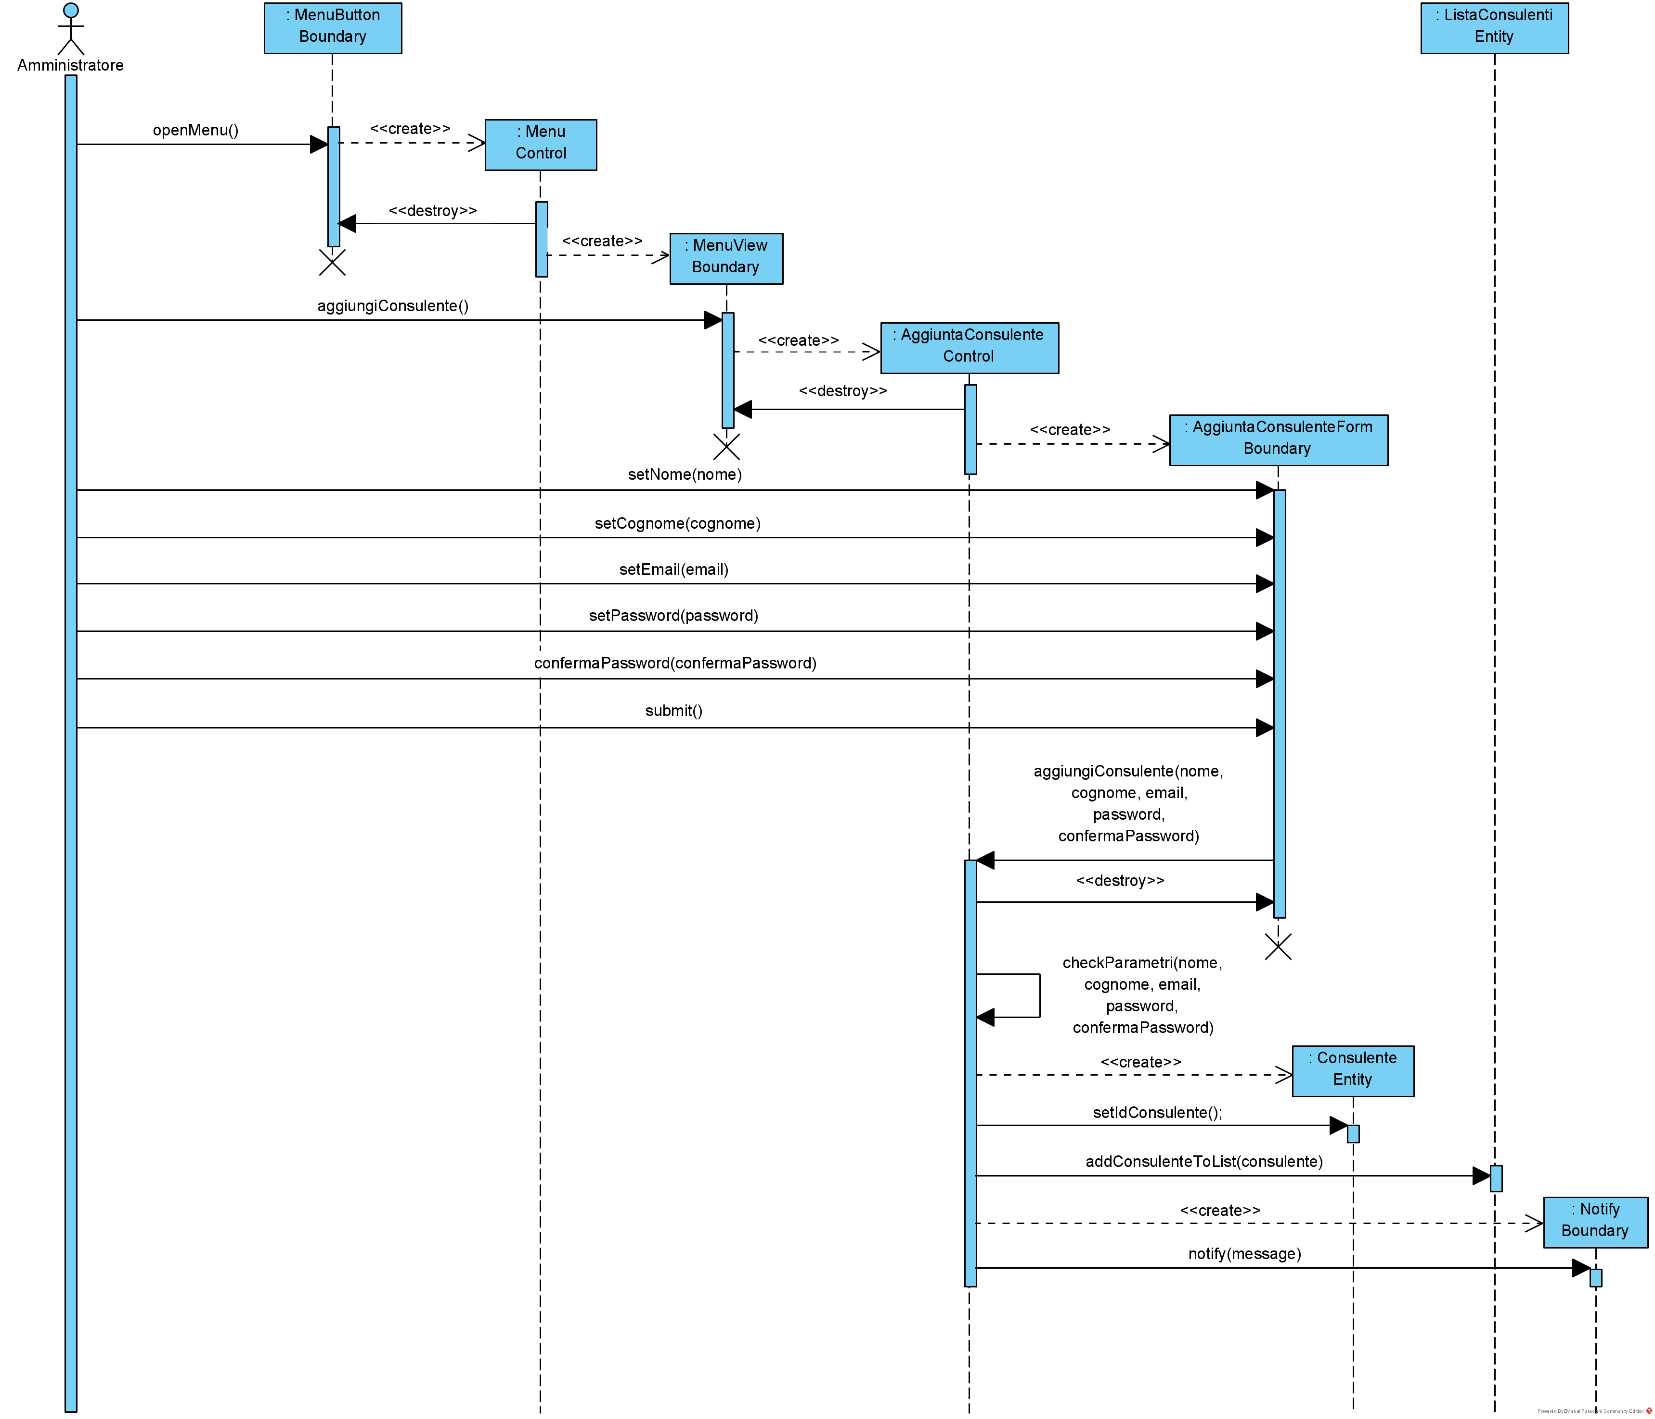 : MenuButton
Boundary
: ListaConsulenti
Entity
Amministratore
openMenu()
<<create>>
: Menu
Control
<<destroy>>
<<create>>
: MenuView
Boundary
aggiungiConsulente()
<<create>>
: AggiuntaConsulente
Control
<<destroy>>
<<create>>
: AggiuntaConsulenteForm
Boundary
setNome(nome)
setCognome(cognome)
setEmail(email)
setPassword(password)
confermaPassword(confermaPassword)
submit()
aggiungiConsulente(nome,
cognome, email,
password,
confermaPassword)
<<destroy>>
checkParametri(nome,
cognome, email,
password,
confermaPassword)
<<create>>
: Consulente
Entity
setIdConsulente();
addConsulenteToList(consulente)
<<create>>
: Notify
Boundary
notify(message)
Community Edition